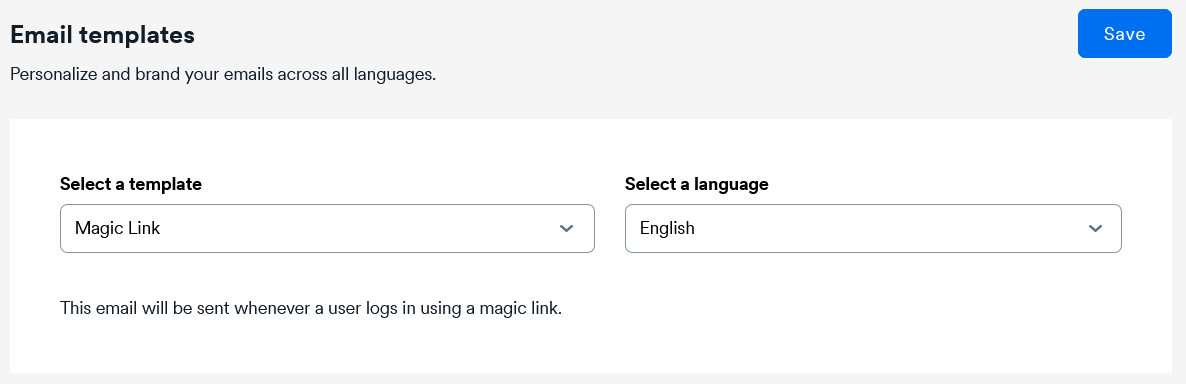 Email templates
Save
Personalize and brand your emails across all languages.
Select a template
Select a language
Magic Link
English
This email will be sent whenever a user logs in using a magic link.